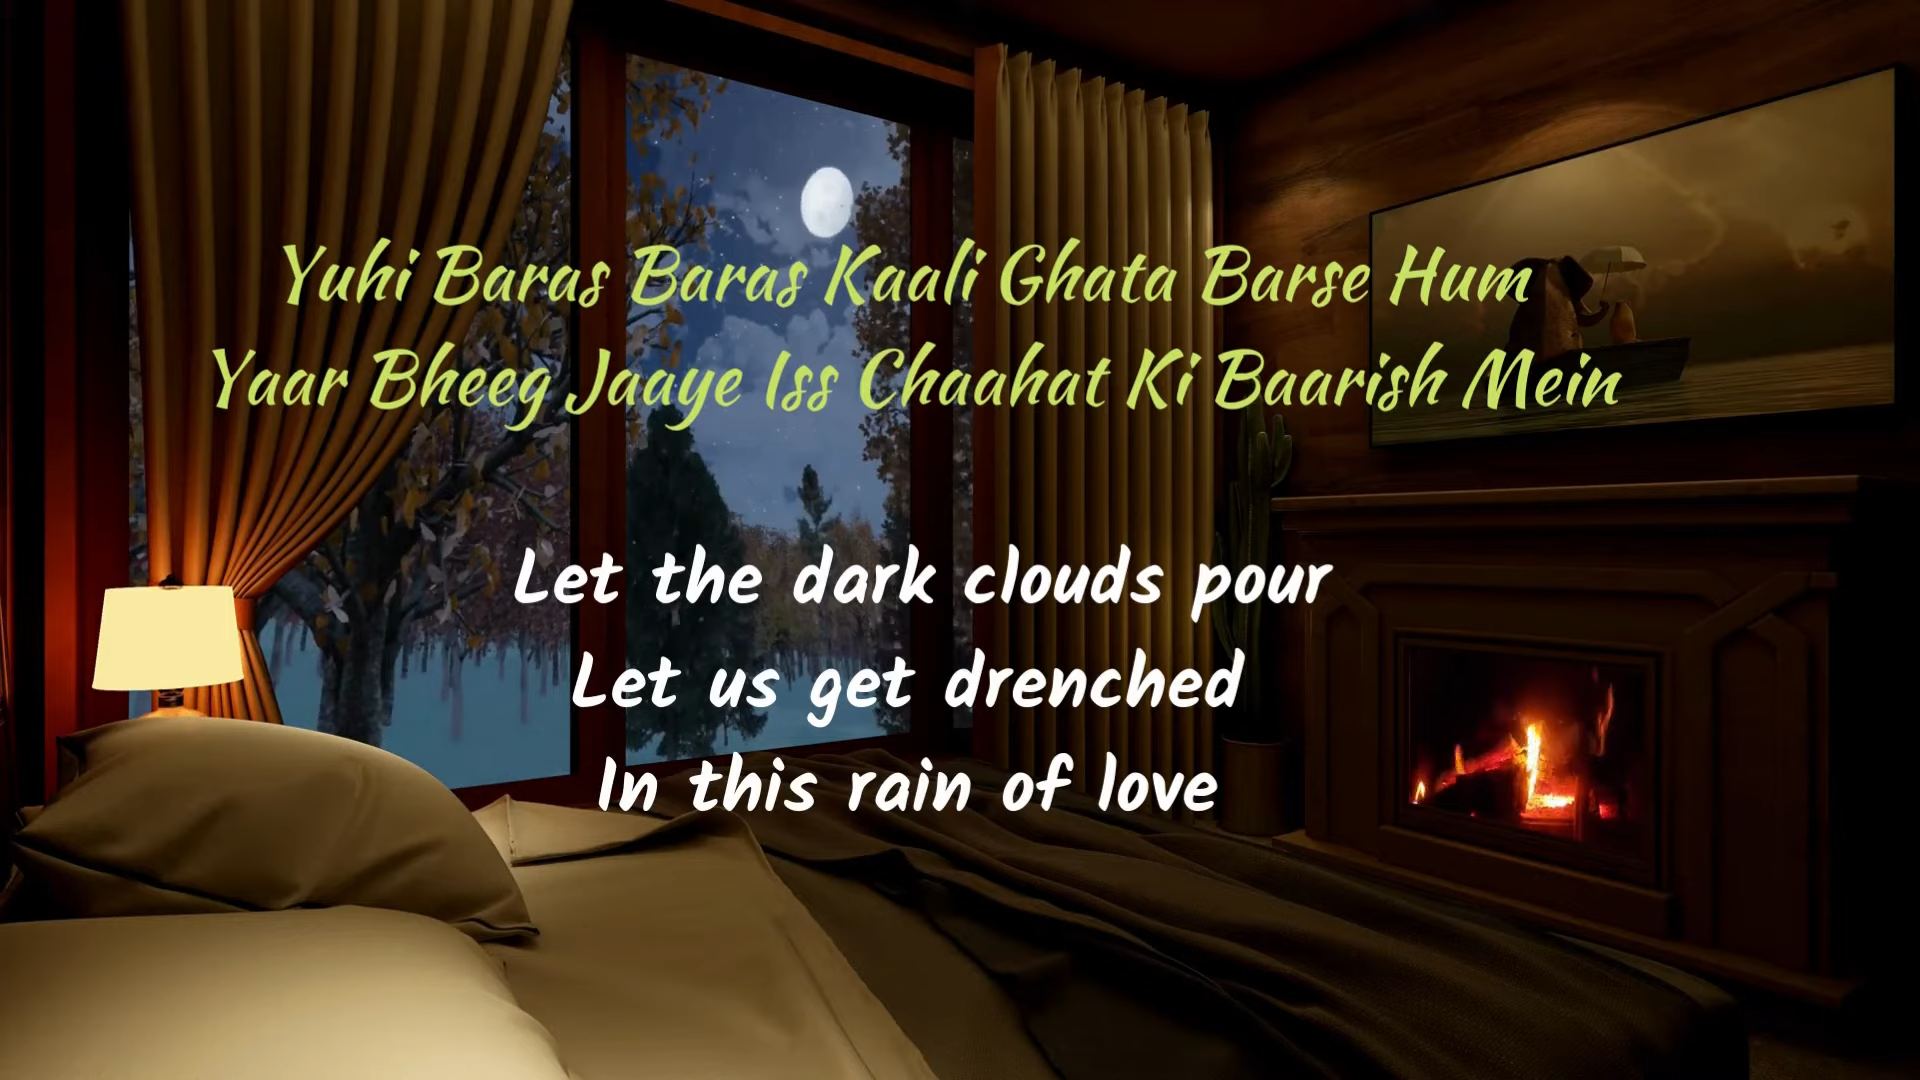 Yuhi Baras Baras Kaali Ghata Barse Hum
Yaar Bheeg Jaaye Iss Chaahat Ki Baarish Mein
Let the dark clouds pour
Let us get drenched
In this rain of love